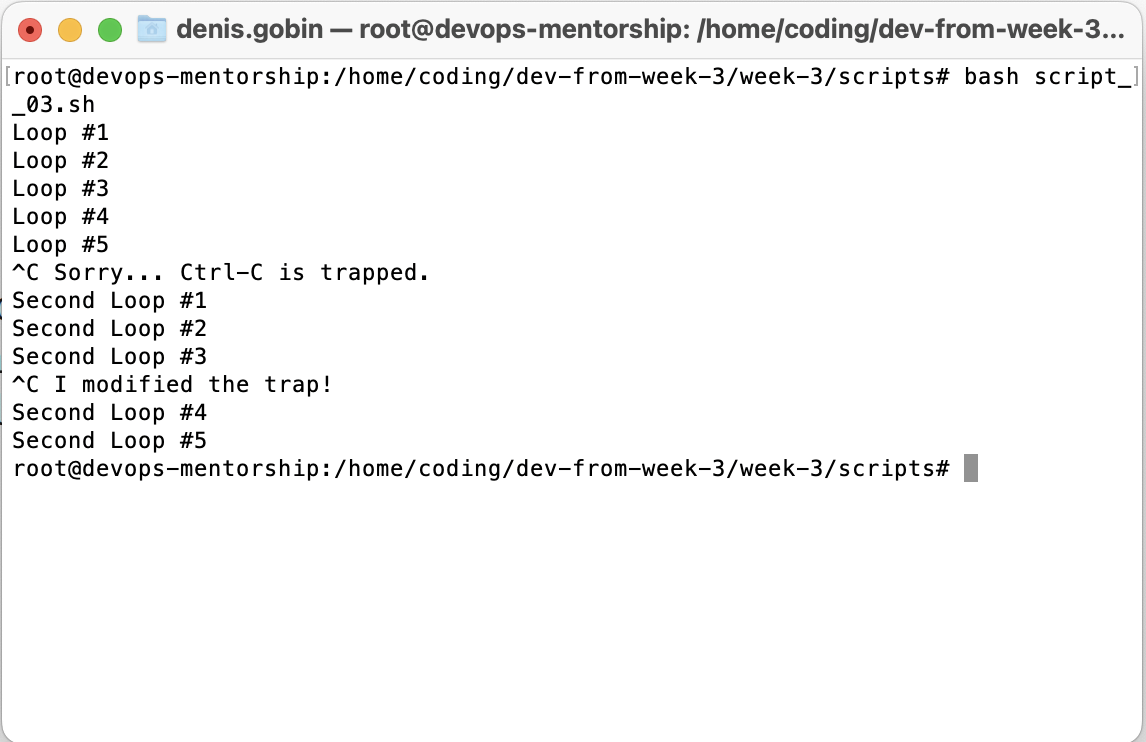 denis.gobin — root@devops-mentorship: /home/coding/dev-from-week-3...
[root@devops-mentorship:/home/coding/dev-from-week-3/week-3/scripts# bash script_]
_03.sh
Loop #1
Loop #2
Loop #3
Loop #4
Loop #5
^C Sorry... Ctrl-C is trapped.
Second Loop #1
Second Loop #2
Second Loop #3
^C I modified the trap!
Second Loop #4
Second Loop #5
root@devops-mentorship:/home/coding/dev-from-week-3/week-3/scripts#